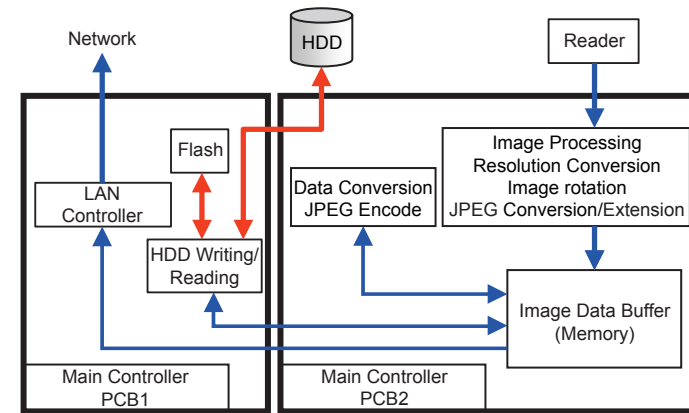 Network
HDD
Reader
Flash
LAN
Controller
HDD Writing/
Reading
Data Conversion
JPEG Encode
Image Processing
Resolution Conversion
Image rotation
JPEG Conversion/Extension
Image Data Buffer
(Memory)
Main Controller
PCB1
Main Controller
PCB2